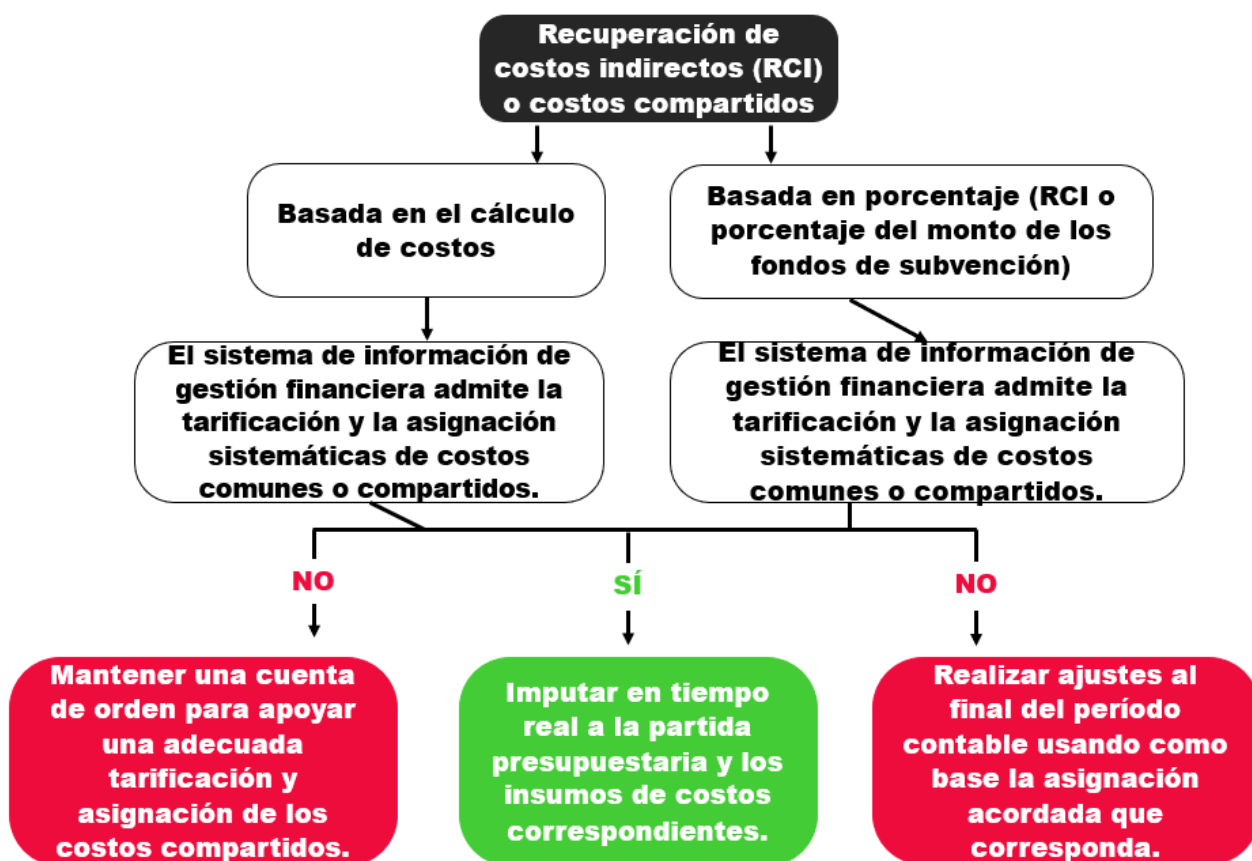 Recuperación de
costos indirectos (RCI)
o costos compartidos
Basada en el cálculo
de costos
Basada en porcentaje (RCI o
porcentaje del monto de los
fondos de subvención)
El sistema de información de
gestión financiera admite la
tarificación y la asignación
sistemáticas de costos
comunes o compartidos.
El sistema de información de
gestión financiera admite la
tarificación y la asignación
sistemáticas de costos
comunes o compartidos.
NO
SÍ
NO
Mantener una cuenta
de orden para apoyar
una adecuada
tarificación y
asignación de los
costos compartidos.
Imputar en tiempo
real a la partida
presupuestaria y los
insumos de costos
correspondientes.
Realizar ajustes al
final del período
contable usando como
base la asignación
acordada que
corresponda.